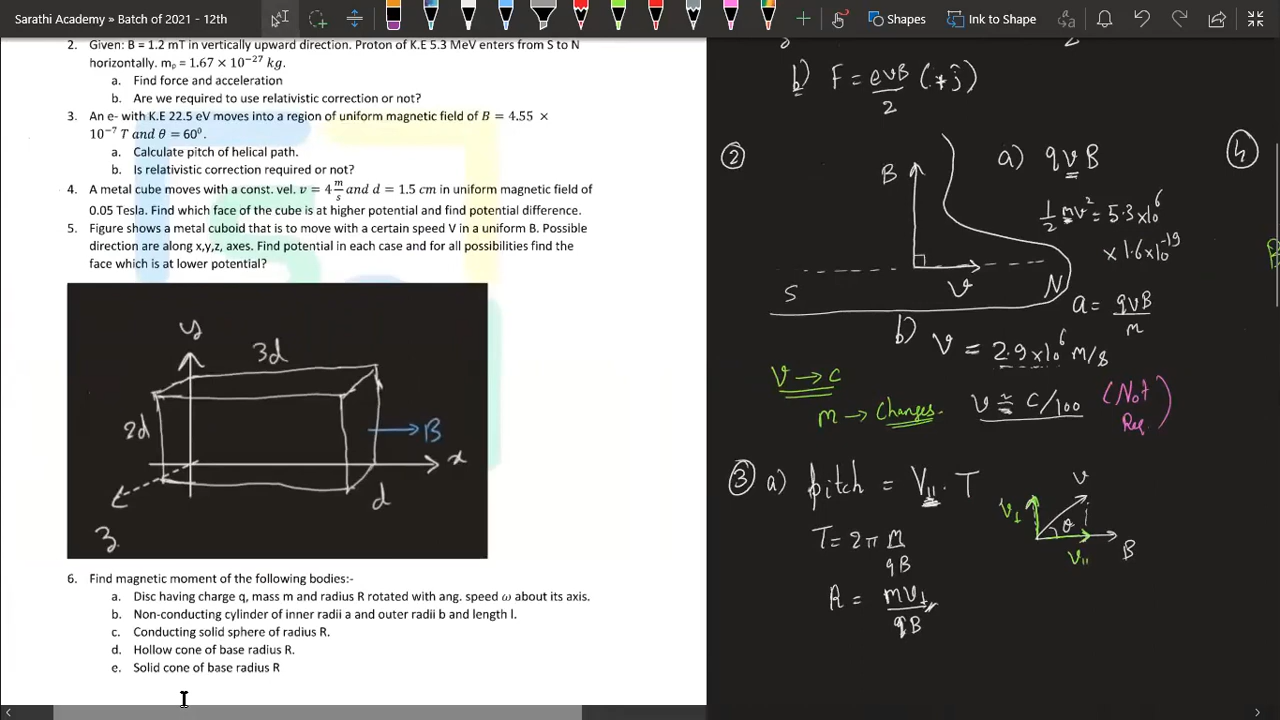 Sarathi Academy » Batch of 2021 - 12th
Shapes
Ink to Shape
2. Given: B = 1.2 mT in vertically upward direction. Proton of K.E 5.3 MeV enters from S to N
horizontally. mₚ = 1.67 × 10⁻²⁷ kg.
a. Find force and acceleration
b. Are we required to use relativistic correction or not?
3. An e- with K.E 22.5 eV moves into a region of uniform magnetic field of B = 4.55 ×
10⁻⁷ T and θ = 60⁰.
a. Calculate pitch of helical path.
b. Is relativistic correction required or not?
4. A metal cube moves with a const. vel. v = 4 m/s and d = 1.5 cm in uniform magnetic field of
0.05 Tesla. Find which face of the cube is at higher potential and find potential difference.
5. Figure shows a metal cuboid that is to move with a certain speed V in a uniform B. Possible
direction are along x,y,z, axes. Find potential in each case and for all possibilities find the
face which is at lower potential?
y
3d
2d
B
x
d
3
6. Find magnetic moment of the following bodies:-
a. Disc having charge q, mass m and radius R rotated with ang. speed ω about its axis.
b. Non-conducting cylinder of inner radii a and outer radii b and length l.
c. Conducting solid sphere of radius R.
d. Hollow cone of base radius R.
e. Solid cone of base radius R
2
b) F = evB/2 (+ĵ)
②
B
S
v
N
a) qvB
1/2 mv² = 5.3×10⁶
× 1.6×10⁻¹⁹
a = qvB/m
b) v = 2.9×10⁶ m/s
v → c
m → Changes.
v ≈ c/100
(Not
Req.)
③ a) pitch = V∥ · T
T = 2π m/qB
R = mv⊥/qB
v
v⊥
θ
B
v∥
④